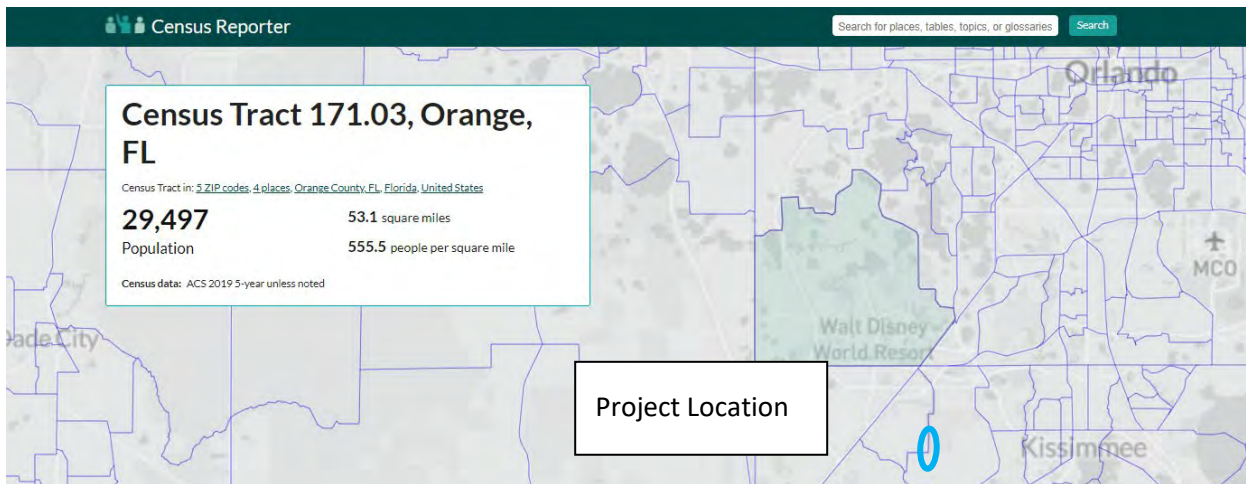 Census Reporter
Search for places, tables, topics, or glossaries
Search
Orlando
Census Tract 171.03, Orange,
FL
Census Tract in: 5 ZIP codes, 4 places, Orange County, FL, Florida, United States
29,497
53.1 square miles
Population
555.5 people per square mile
Census data: ACS 2019 5-year unless noted
MCO
Dade City
Walt Disney
World Resort
Project Location
Kissimmee